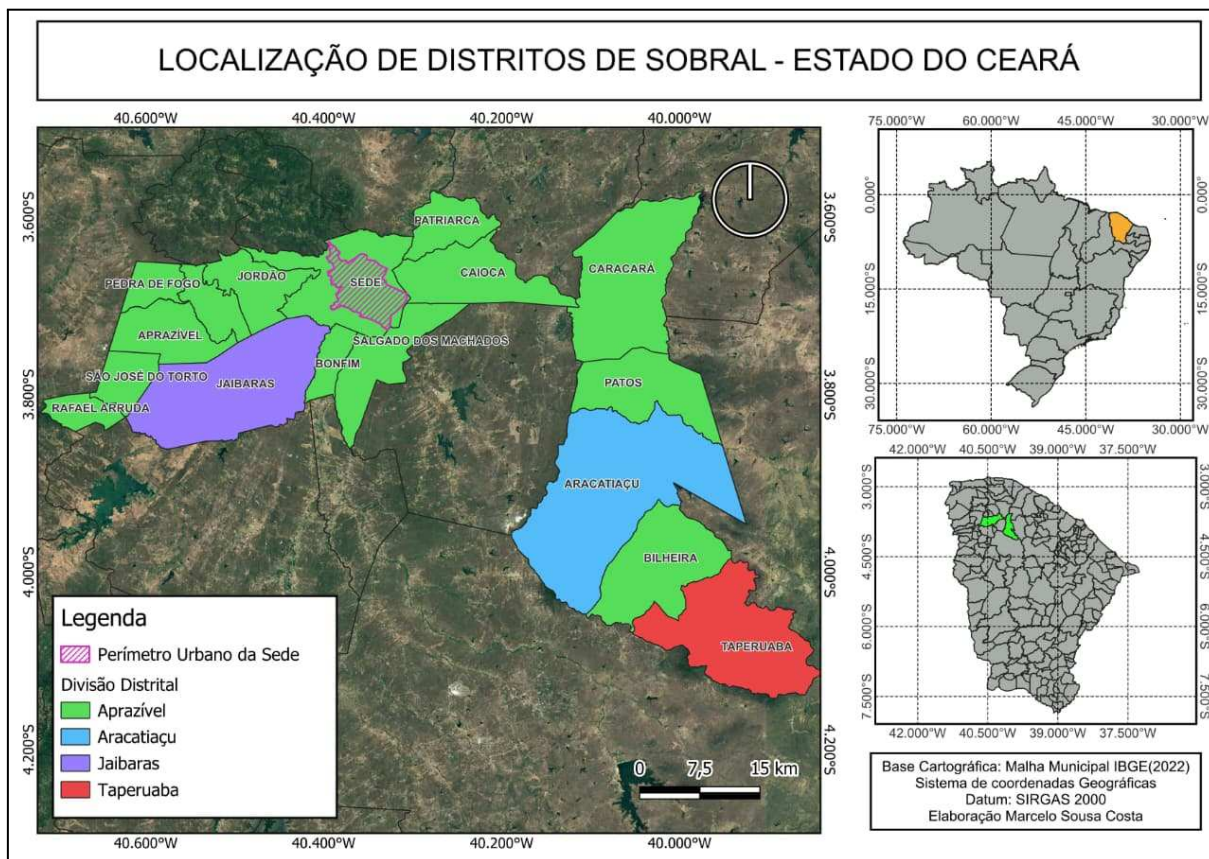 LOCALIZAÇÃO DE DISTRITOS DE SOBRAL - ESTADO DO CEARÁ
40.600°W 40.400°W 40.200°W 40.000°W
3.600°S 3.600°S
PATRIARCA
CARACARÁ
CAIOCA
JORDÃO
SEDE
PEDRA DE FOGO
APRAZÍVEL
SALGADO DOS MACHADOS
BONFIM
SÃO JOSÉ DO TORTO
JAIBARAS
PATOS
3.800°S 3.800°S
RAFAEL ARRUDA
ARACATIAÇU
BILHEIRA
4.000°S 4.000°S
TAPERUABA
4.200°S 4.200°S
Legenda
Perímetro Urbano da Sede
Divisão Distrital
Aprazível
Aracatiaçu
Jaibaras
Taperuaba
0 7,5 15 km
40.600°W 40.400°W 40.200°W 40.000°W
75.000°W 60.000°W 45.000°W 30.000°W
0.000° 0.000°
15.000°S 15.000°S
30.000°S 30.000°S
75.000°W 60.000°W 45.000°W 30.000°W
42.000°W 40.500°W 39.000°W 37.500°W
3.000°S 3.000°S
4.500°S 4.500°S
6.000°S 6.000°S
7.500°S 7.500°S
42.000°W 40.500°W 39.000°W 37.500°W
Base Cartográfica: Malha Municipal IBGE(2022)
Sistema de coordenadas Geográficas
Datum: SIRGAS 2000
Elaboração Marcelo Sousa Costa